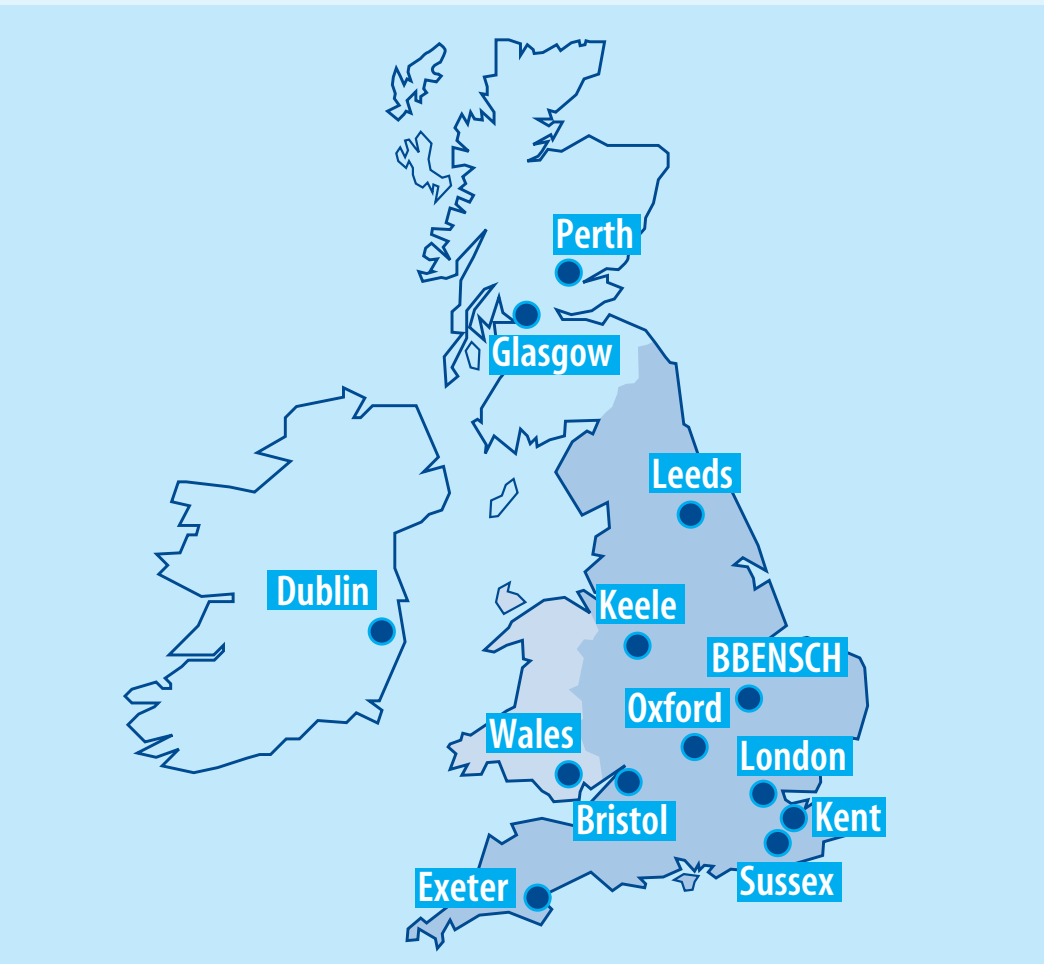 Perth
Glasgow
Leeds
Dublin
Keele
BBENSCH
Oxford
Wales
London
Bristol
Kent
Sussex
Exeter